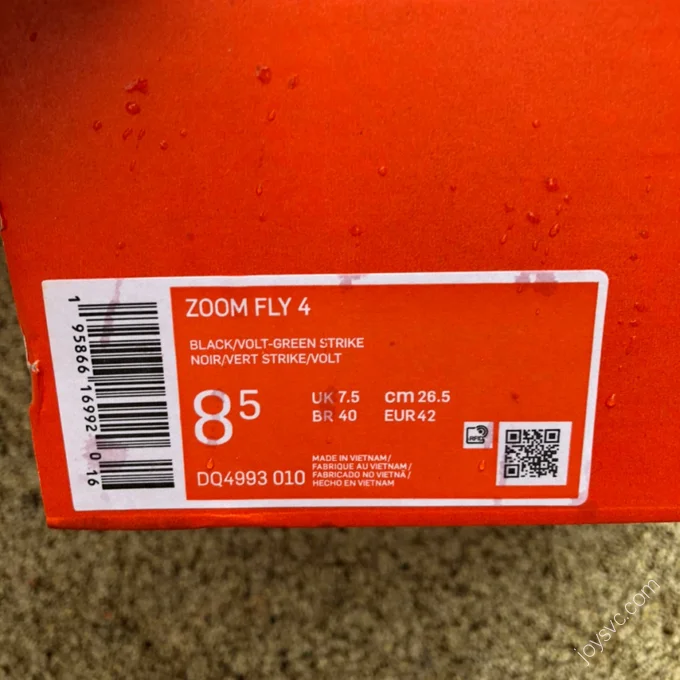 ZOOM FLY 4
BLACK/VOLT-GREEN STRIKE
NOIR/VERT STRIKE/VOLT
8 5
UK 7.5 cm 26.5
BR 40 EUR 42
DQ4993 010
MADE IN VIETNAM/
FABRIQUE AU VIETNAM/
FABRICADO NO VIETNÃ/
HECHO EN VIETNAM
RFID
1 95866 16992 0 16
joysvc.com